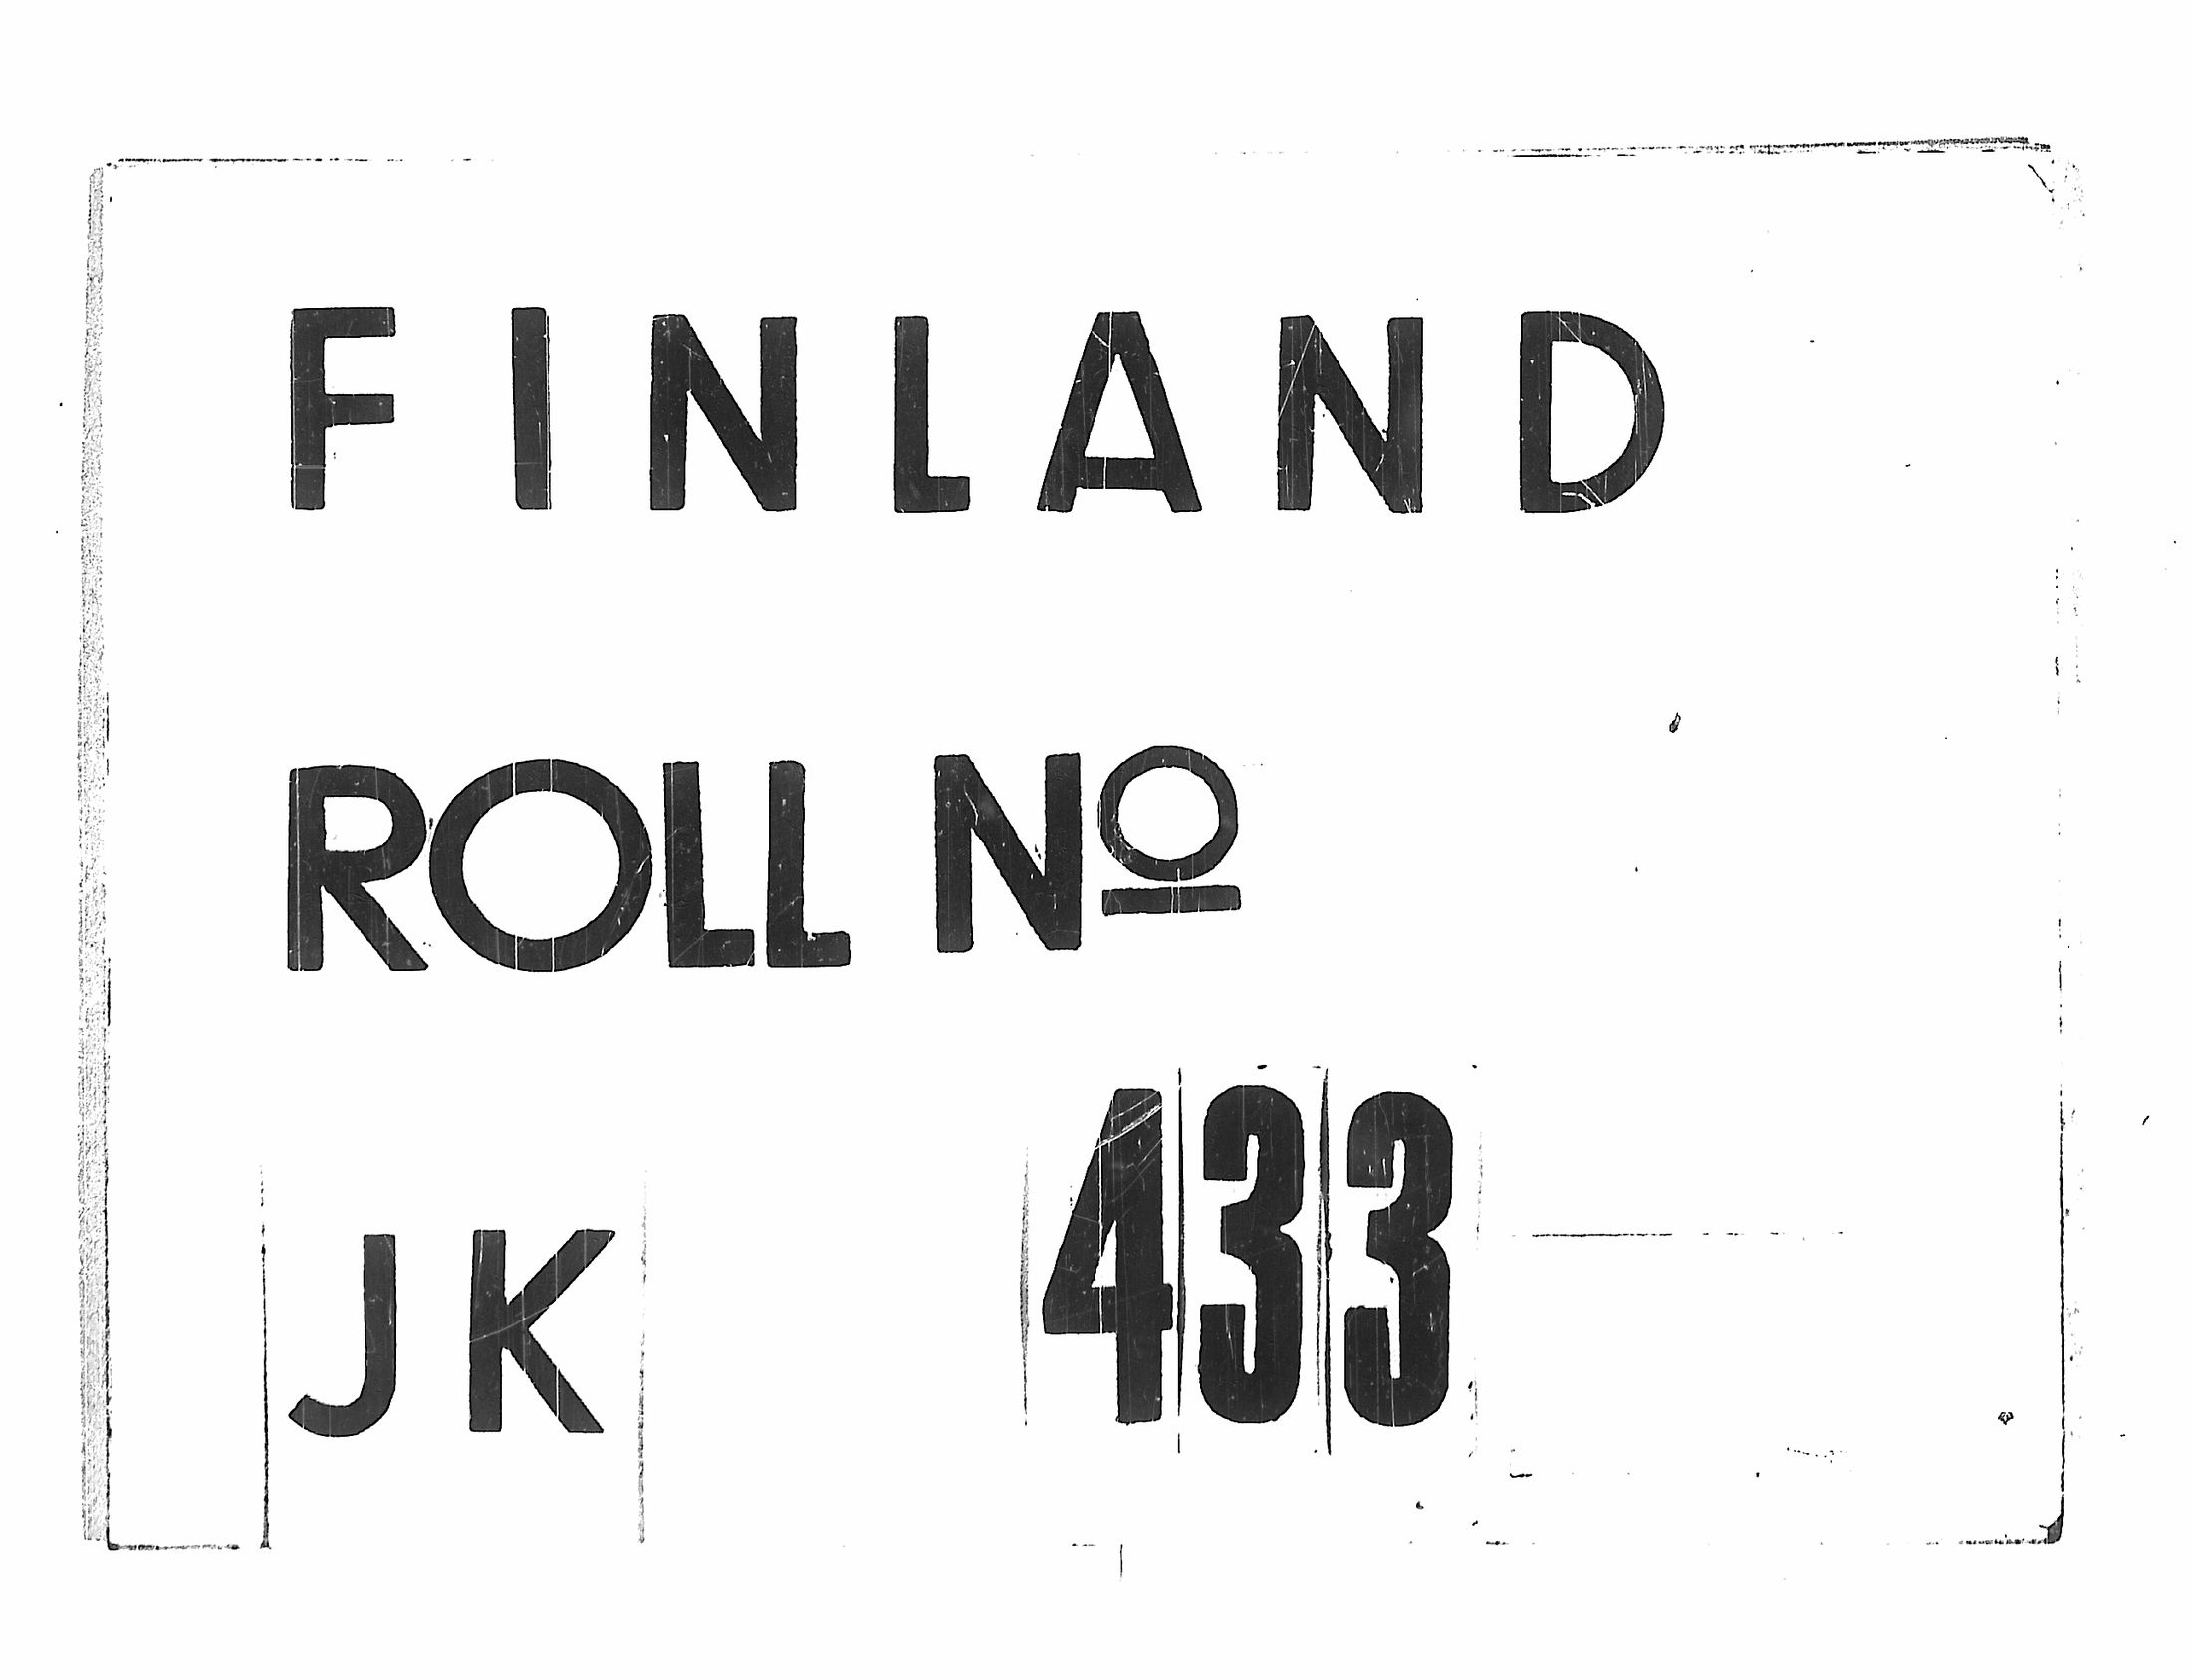 FINLAND
ROLL Nº
JK 433